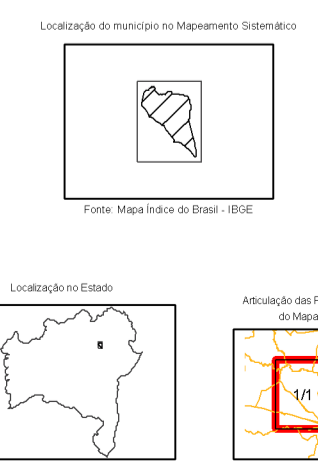 Localização do município no Mapeamento Sistemático
Fonte: Mapa Índice do Brasil - IBGE
Localização no Estado
Articulação das
do Mapa
1/1